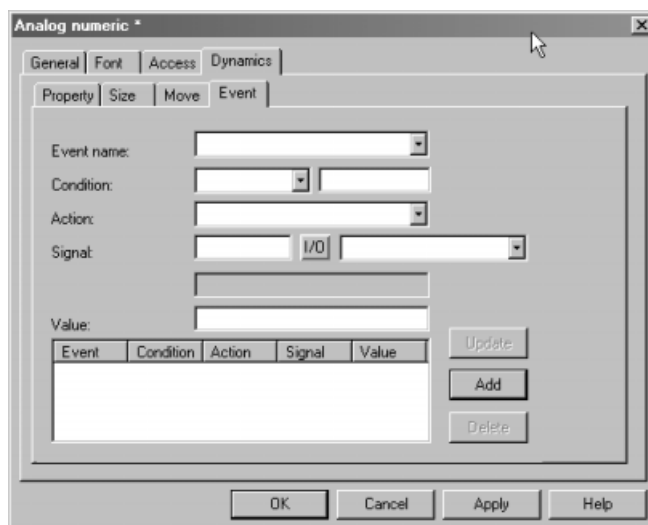 Analog numeric *
General Font Access Dynamics
Property Size Move Event
Event name:
Condition:
Action:
Signal: I/O
Value:
Event Condition Action Signal Value
Update
Add
Delete
OK Cancel Apply Help